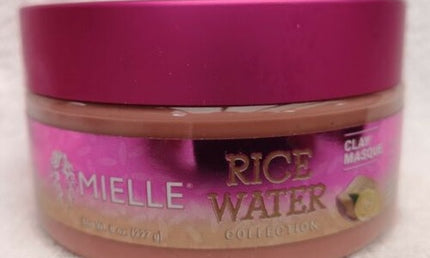 MIELLE®
RICE
WATER
COLLECTION
CLAY
MASQUE